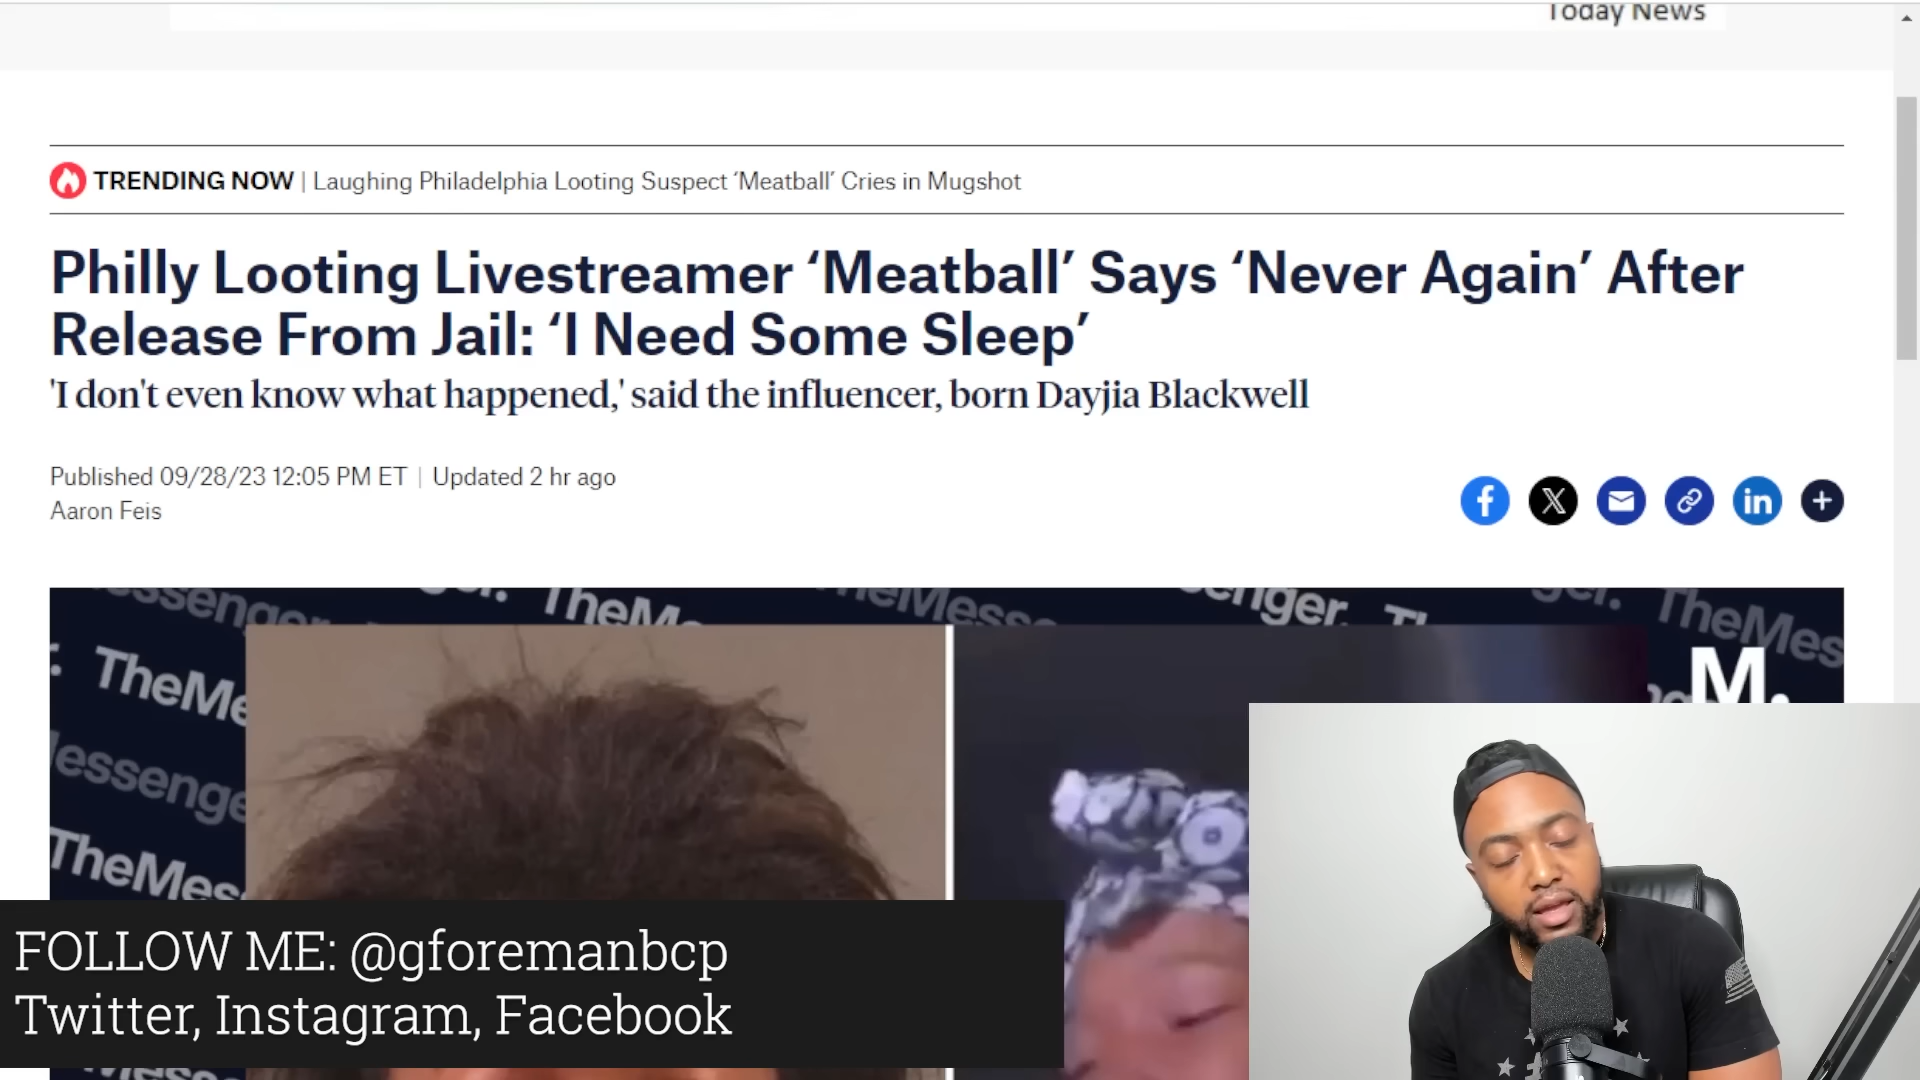 Today News
TRENDING NOW | Laughing Philadelphia Looting Suspect ‘Meatball’ Cries in Mugshot
Philly Looting Livestreamer ‘Meatball’ Says ‘Never Again’ After
Release From Jail: ‘I Need Some Sleep’
'I don't even know what happened,' said the influencer, born Dayjia Blackwell
Published 09/28/23 12:05 PM ET | Updated 2 hr ago
Aaron Feis
M.
FOLLOW ME: @gforemanbcp
Twitter, Instagram, Facebook